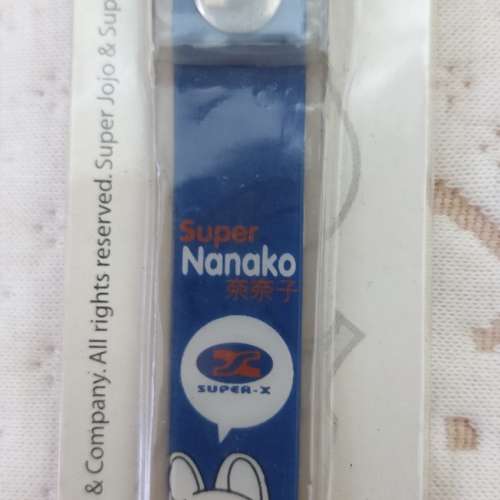 & Company. All rights reserved. Super Jojo & Sup
Super
Nanako
奈奈子
SUPER-X